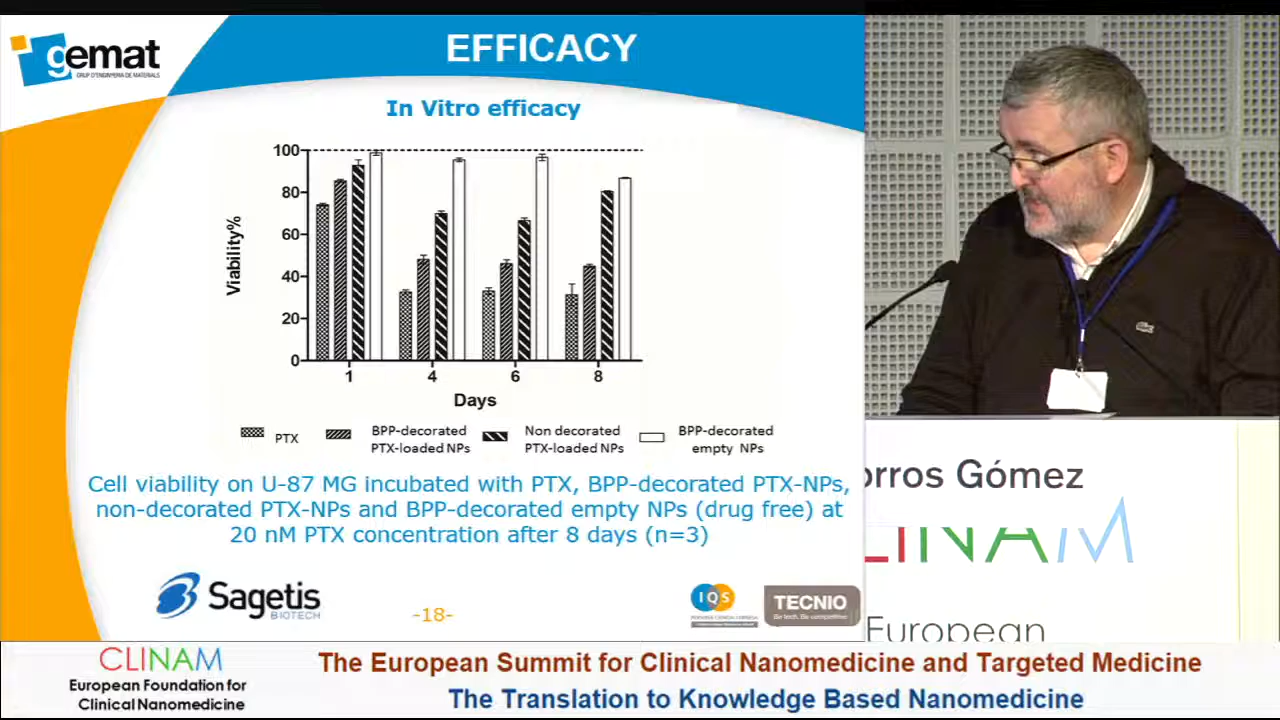 gemat
GRUP D'ENGINYERIA DE MATERIALS
EFFICACY
In Vitro efficacy
100
80
60
40
20
0
Viability%
1 4 6 8
Days
PTX
BPP-decorated
PTX-loaded NPs
Non decorated
PTX-loaded NPs
BPP-decorated
empty NPs
Cell viability on U-87 MG incubated with PTX, BPP-decorated PTX-NPs,
non-decorated PTX-NPs and BPP-decorated empty NPs (drug free) at
20 nM PTX concentration after 8 days (n=3)
Sagetis
BIOTECH
-18-
IQS
TECNIO
Be tech. Be competitive
orros Gómez
CLINAM
European
CLINAM
European Foundation for
Clinical Nanomedicine
The European Summit for Clinical Nanomedicine and Targeted Medicine
The Translation to Knowledge Based Nanomedicine